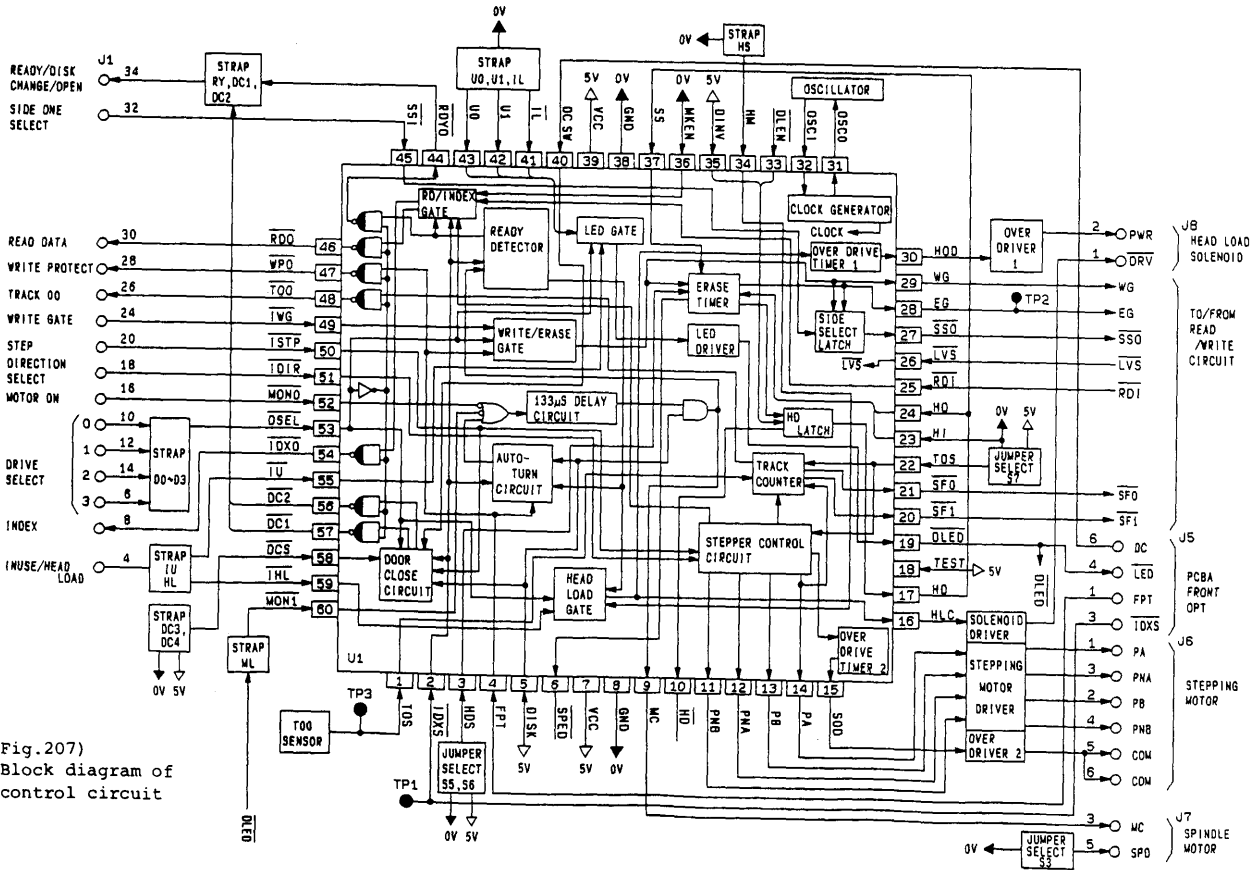 J1
READY/DISK
CHANGE/OPEN
34
STRAP
RY,DC1,
DC2
SIDE ONE
SELECT
32
0V
STRAP
U0,U1,IL
0V
STRAP
HS
OSCILLATOR
SSI
RDYO
U0
U1
IL
DC SW
5V
VCC
0V
GND
SS
0V
MKEN
5V
DINV
HM
DLEN
OSCI
OSCO
45
44
43
42
41
40
39
38
37
36
35
34
33
32
31
RD/INDEX
GATE
READY
DETECTOR
LED GATE
CLOCK GENERATOR
CLOCK
OVER DRIVE
TIMER 1
ERASE
TIMER
SIDE
SELECT
LATCH
LED
DRIVER
LVS
WRITE/ERASE
GATE
133µS DELAY
CIRCUIT
HD
LATCH
AUTO-
TURN
CIRCUIT
TRACK
COUNTER
STEPPER CONTROL
CIRCUIT
DOOR
CLOSE
CIRCUIT
HEAD
LOAD
GATE
OVER
DRIVE
TIMER 2
U1
READ DATA
30
RDO
46
WRITE PROTECT
28
WPO
47
TRACK 00
26
TOO
48
WRITE GATE
24
IWG
49
STEP
20
ISTP
50
DIRECTION
SELECT
18
IDIR
51
MOTOR ON
16
MONO
52
DRIVE
SELECT
0
10
1
12
2
14
3
6
STRAP
D0~D3
DSEL
53
IDXO
54
IU
55
DC2
56
DC1
57
DCS
58
IHL
59
MON1
60
INDEX
8
INUSE/HEAD
LOAD
4
STRAP
IU
HL
STRAP
DC3,
DC4
0V 5V
STRAP
ML
DLED
30
HOD
OVER
DRIVER
1
2
PWR
1
DRV
J8
HEAD LOAD
SOLENOID
29
WG
WG
28
EG
TP2
EG
27
SSO
SSO
26
LVS
LVS
25
RDI
RDI
24
HO
23
HI
0V 5V
22
TOS
JUMPER
SELECT
S7
21
SF0
SF0
20
SF1
SF1
TO/FROM
READ
/WRITE
CIRCUIT
19
DLED
DLED
18
TEST
5V
17
HO
16
HLC
6
DC
4
LED
1
FPT
3
IDXS
J5
PCBA
FRONT
OPT
SOLENOID
DRIVER
STEPPING
MOTOR
DRIVER
OVER
DRIVER 2
1
PA
3
PNA
2
PB
4
PNB
5
COM
6
COM
J6
STEPPING
MOTOR
1
2
3
4
5
6
7
8
9
10
11
12
13
14
15
TOS
IDXS
HDS
FPT
DISK
SPED
VCC
GND
MC
HD
PNB
PNA
PB
PA
SOD
TP3
TOO
SENSOR
TP1
JUMPER
SELECT
S5,S6
0V 5V
5V
5V
0V
0V
JUMPER
SELECT
S3
3
MC
5
SPD
J7
SPINDLE
MOTOR
Fig.207)
Block diagram of
control circuit